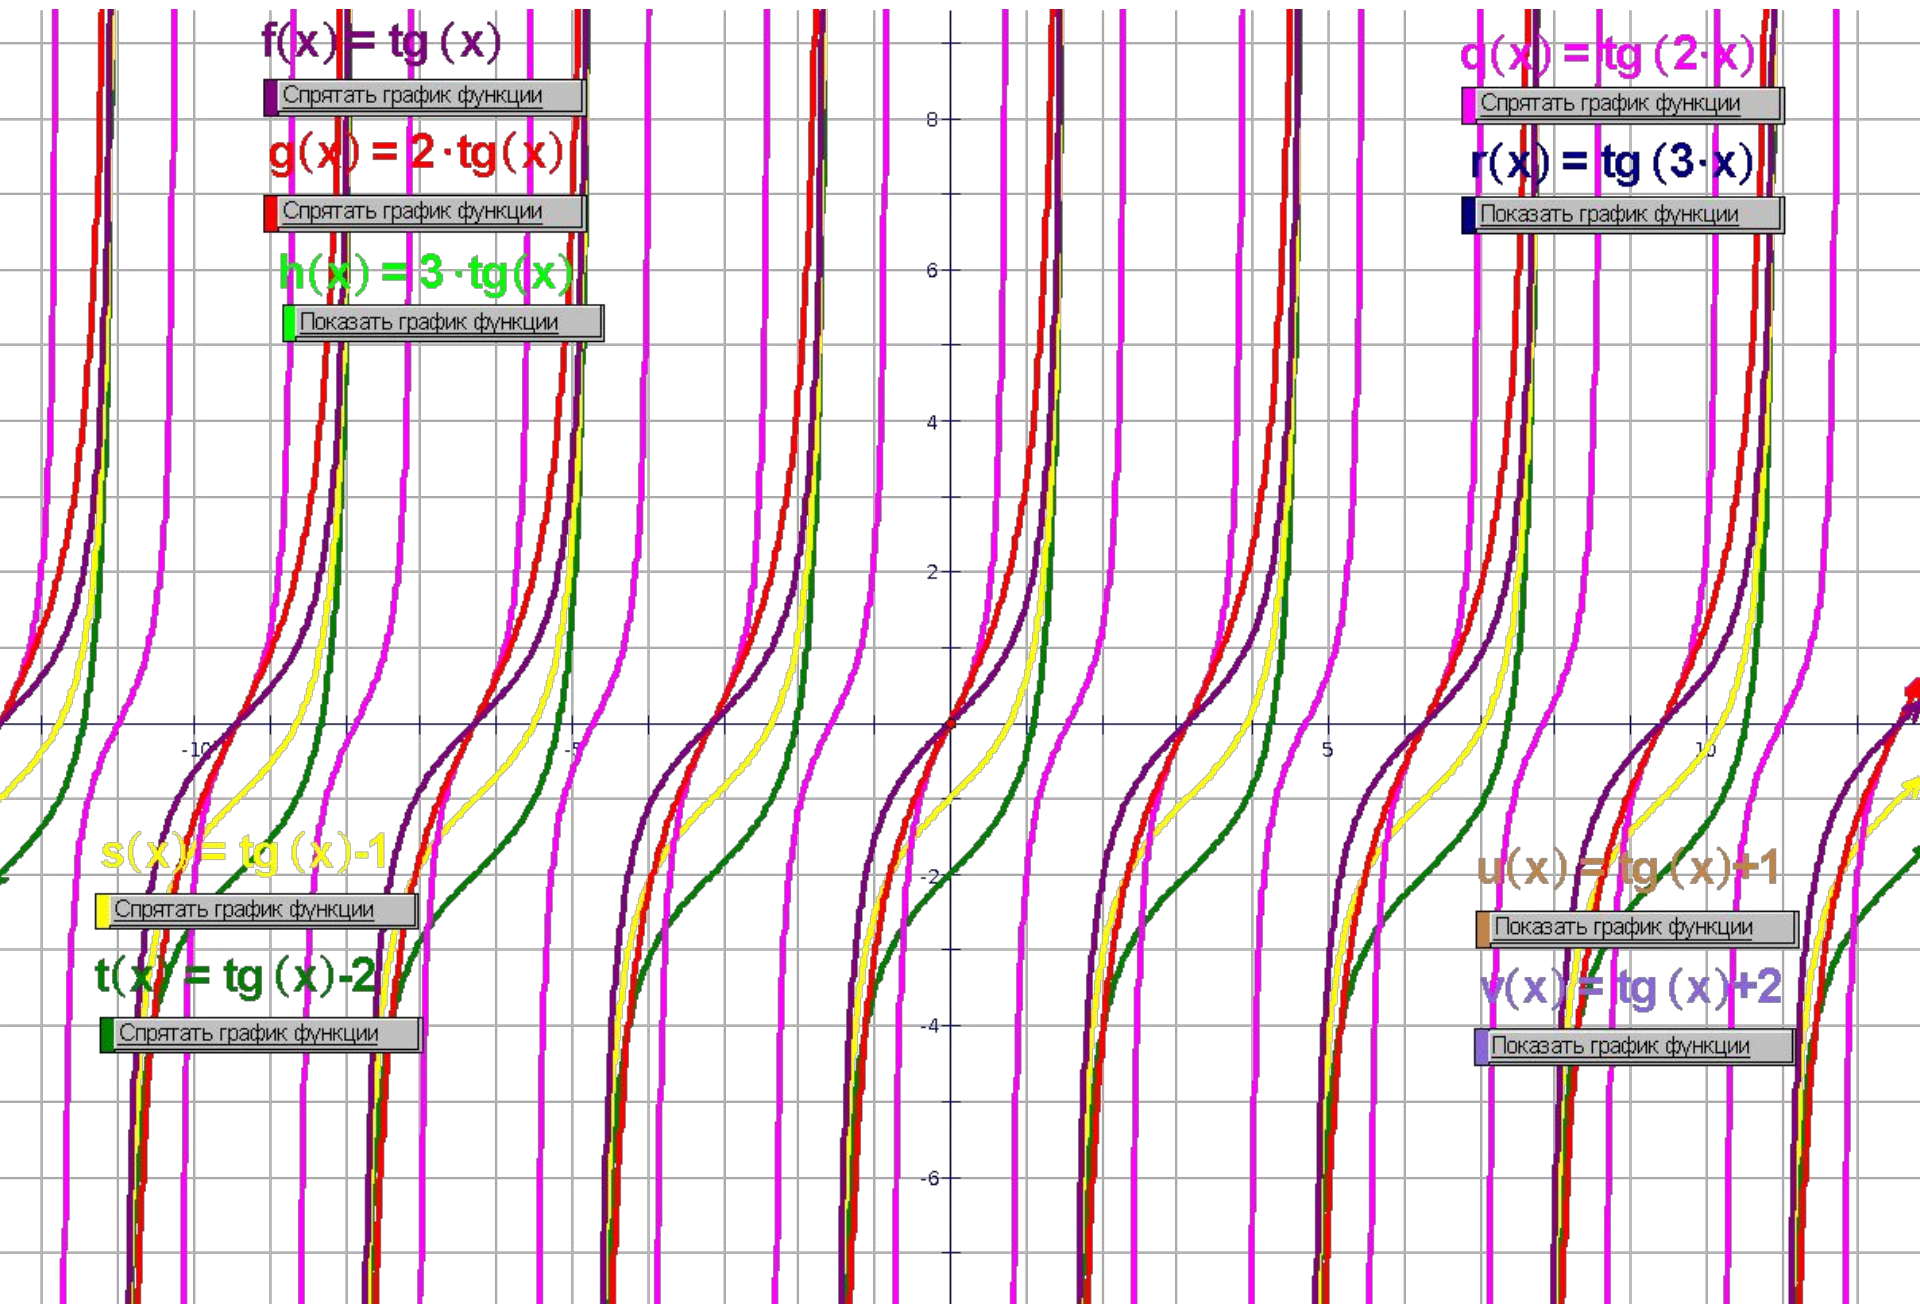 f(x) = tg (x)
Спрятать график функции
g(x) = 2·tg(x)
Спрятать график функции
h(x) = 3·tg(x)
Показать график функции
q(x) = tg (2·x)
Спрятать график функции
r(x) = tg (3·x)
Показать график функции
8
6
4
2
-10
-5
5
10
-2
-4
-6
s(x) = tg (x)-1
Спрятать график функции
t(x) = tg (x)-2
Спрятать график функции
u(x) = tg (x)+1
Показать график функции
v(x) = tg (x)+2
Показать график функции